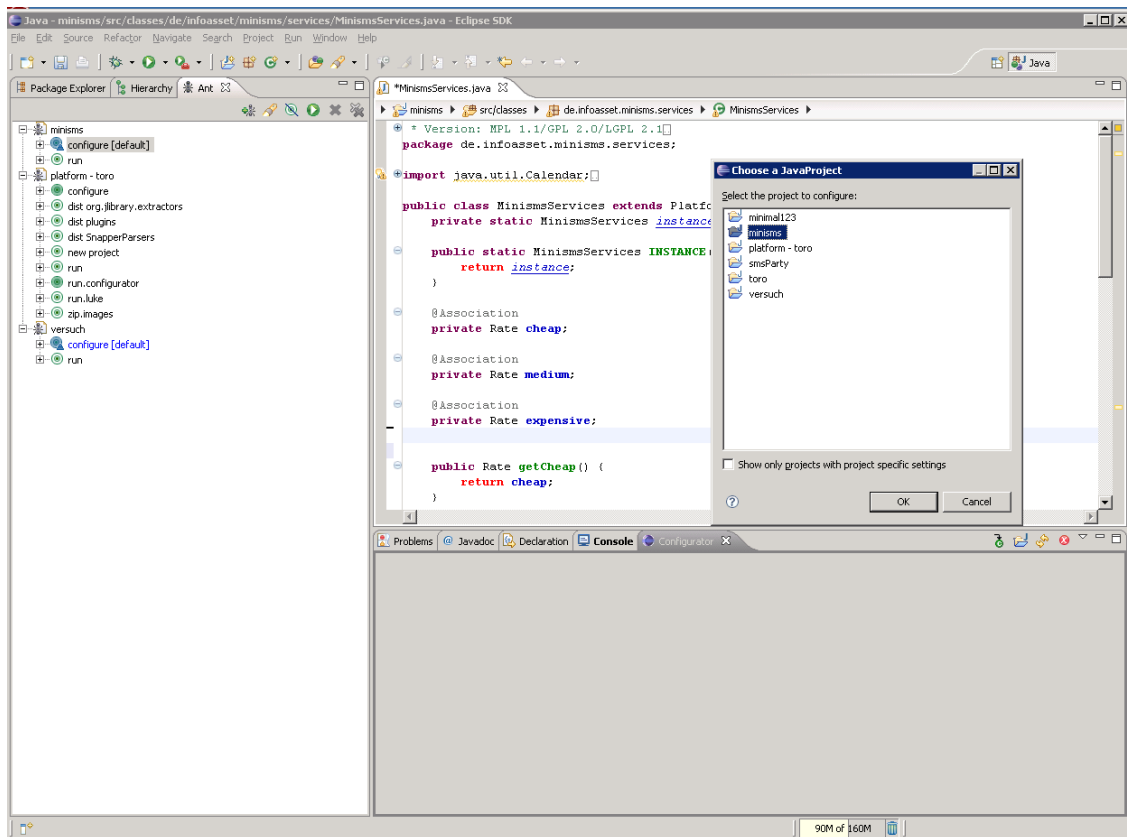 Java - minisms/src/classes/de/infoasset/minisms/services/MinismsServices.java - Eclipse SDK
File Edit Source Refactor Navigate Search Project Run Window Help
Java
Package Explorer Hierarchy Ant
minisms
configure [default]
run
platform - toro
configure
dist org.jlibrary.extractors
dist plugins
dist SnapperParsers
new project
run
run.configurator
run.luke
zip.images
versuch
configure [default]
run
*MinismsServices.java
minisms src/classes de.infoasset.minisms.services MinismsServices
* Version: MPL 1.1/GPL 2.0/LGPL 2.1
package de.infoasset.minisms.services;
import java.util.Calendar;
public class MinismsServices extends Platfo
private static MinismsServices instance
public static MinismsServices INSTANCE
return instance;
}
@Association
private Rate cheap;
@Association
private Rate medium;
@Association
private Rate expensive;
public Rate getCheap() {
return cheap;
}
Choose a JavaProject
Select the project to configure:
minimal123
minisms
platform - toro
smsParty
toro
versuch
Show only projects with project specific settings
OK Cancel
Problems Javadoc Declaration Console Configurator
90M of 160M